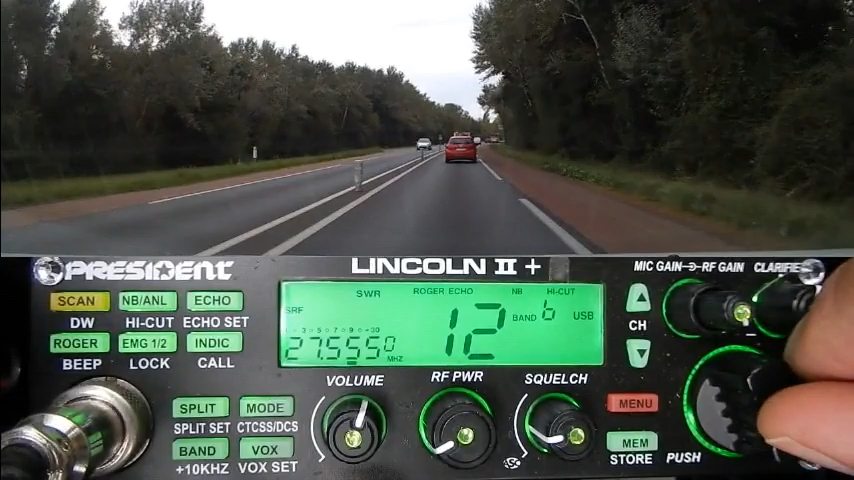 PRESIDENT LINCOLN II + MIC GAIN RF GAIN CLARIFIER
SCAN NB/ANL ECHO
DW HI-CUT ECHO SET
ROGER EMG 1/2 INDIC
BEEP LOCK CALL
SPLIT MODE
SPLIT SET CTCSS/DCS
BAND VOX
+10KHZ VOX SET
SWR ROGER ECHO NB HI-CUT
SRF
12 BAND 6 USB
27.555.0 MHZ
VOLUME RF PWR SQUELCH
ASC
CH
MENU
MEM
STORE PUSH